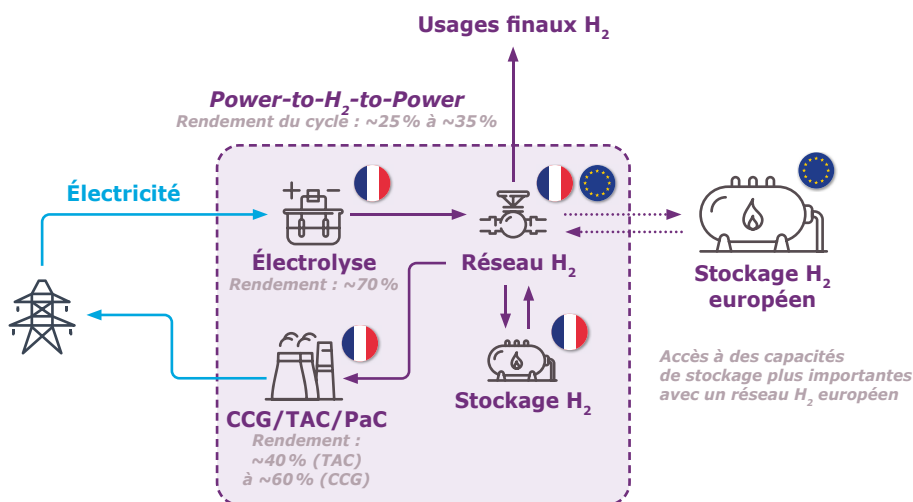 Usages finaux H₂
Power-to-H₂-to-Power
Rendement du cycle : ~25 % à ~35 %
Électricité
Électrolyse
Rendement : ~70 %
Réseau H₂
Stockage H₂
européen
CCG/TAC/PaC
Rendement :
~40 % (TAC)
à ~60 % (CCG)
Stockage H₂
Accès à des capacités
de stockage plus importantes
avec un réseau H₂ européen